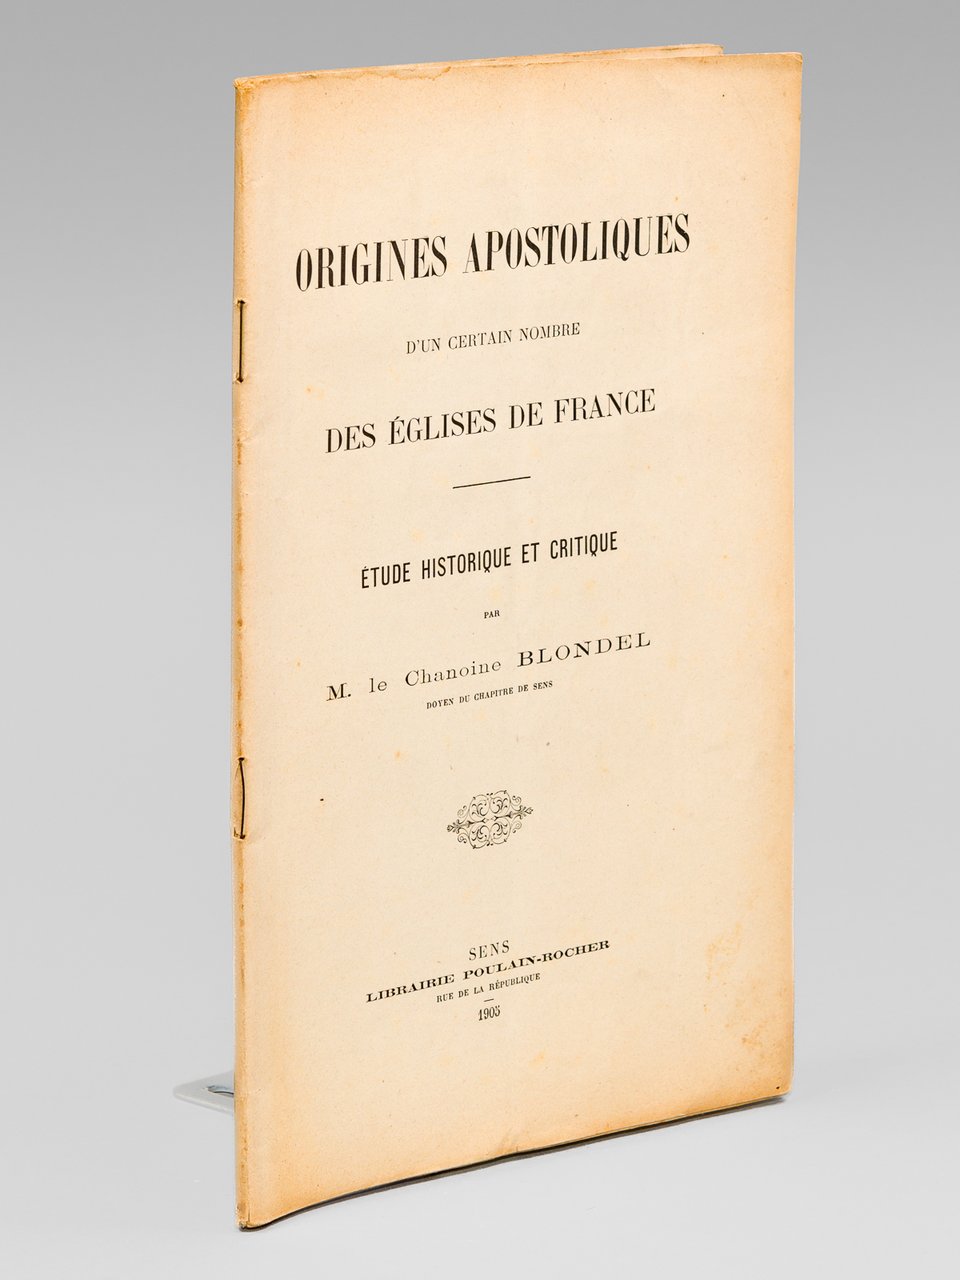 ORIGINES APOSTOLIQUES
D'UN CERTAIN NOMBRE
DES ÉGLISES DE FRANCE
ÉTUDE HISTORIQUE ET CRITIQUE
PAR
M. le Chanoine BLONDEL
DOYEN DU CHAPITRE DE SENS
SENS
LIBRAIRIE POULAIN-ROCHER
RUE DE LA RÉPUBLIQUE
1905